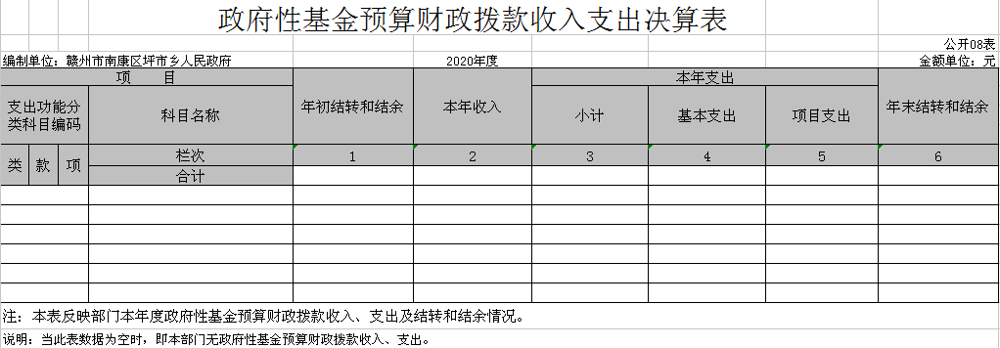 政府性基金预算财政拨款收入支出决算表
公开08表
编制单位：赣州市南康区坪市乡人民政府 2020年度 金额单位：元
项 目 年初结转和结余 本年收入 本年支出 年末结转和结余
支出功能分类科目编码 科目名称 小计 基本支出 项目支出
类 款 项 栏次 1 2 3 4 5 6
合计
注：本表反映部门本年度政府性基金预算财政拨款收入、支出及结转和结余情况。
说明：当此表数据为空时，即本部门无政府性基金预算财政拨款收入、支出。